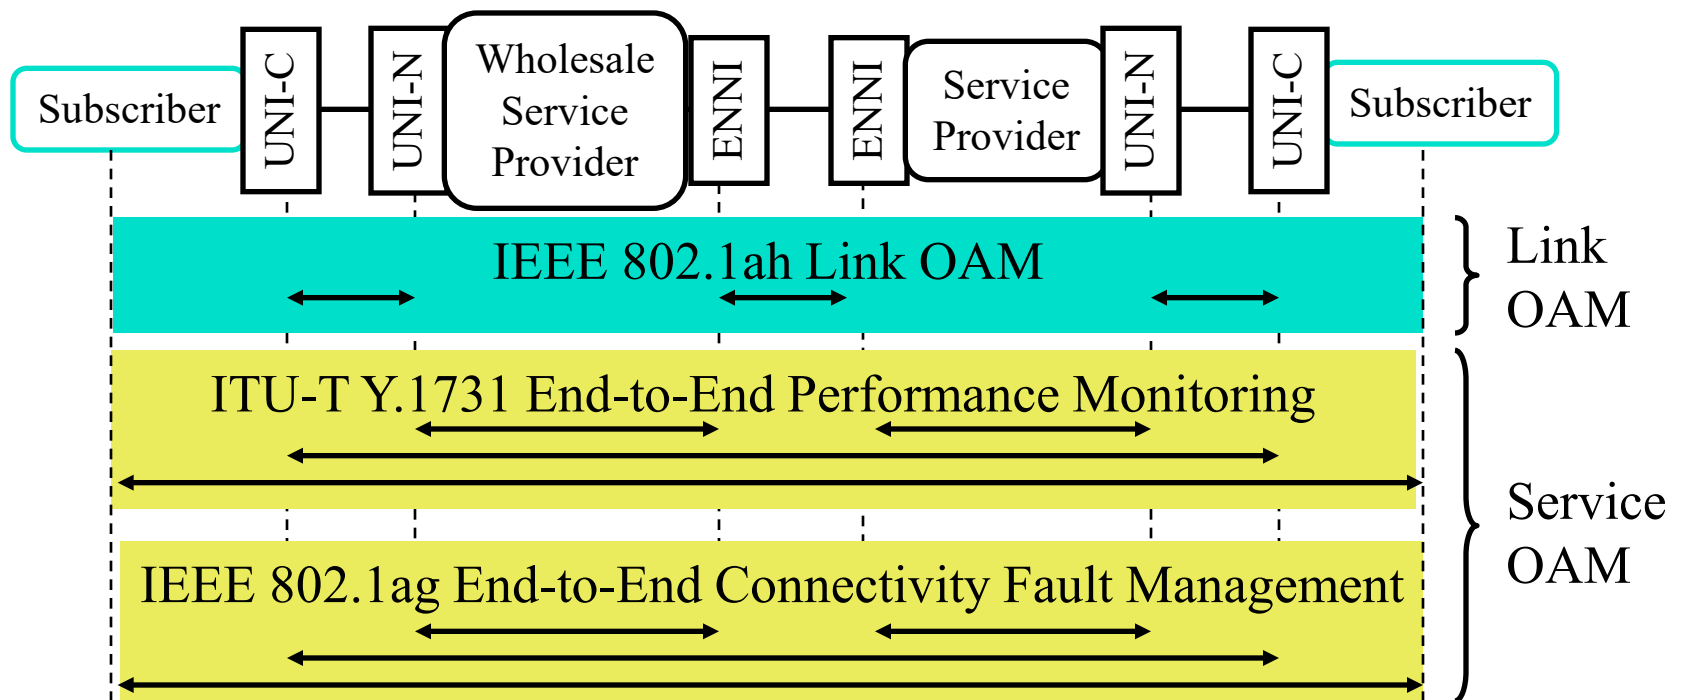 Subscriber
UNI-C
UNI-N
Wholesale
Service
Provider
ENNI
ENNI
Service
Provider
UNI-N
UNI-C
Subscriber
IEEE 802.1ah Link OAM
Link
OAM
ITU-T Y.1731 End-to-End Performance Monitoring
IEEE 802.1ag End-to-End Connectivity Fault Management
Service
OAM